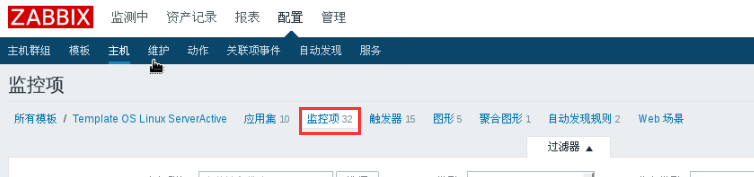 ZABBIX 监测中 资产记录 报表 配置 管理
主机群组 模板 主机 维护 动作 关联项事件 自动发现 服务
监控项
所有模板 / Template OS Linux ServerActive 应用集 10 监控项 32 触发器 15 图形 5 聚合图形 1 自动发现规则 2 Web 场景
过滤器 ▲